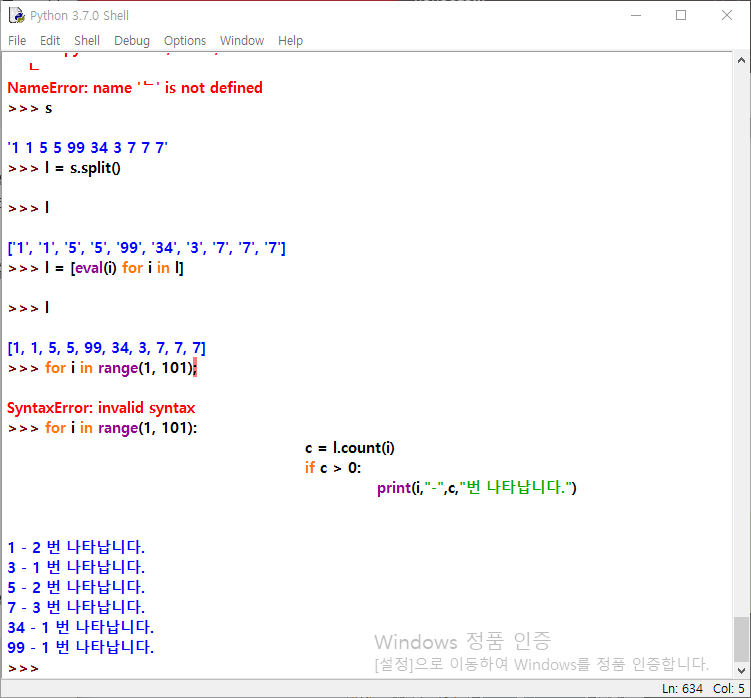 Python 3.7.0 Shell
File Edit Shell Debug Options Window Help
ㄴ
NameError: name 'ㄴ' is not defined
>>> s
'1 1 5 5 99 34 3 7 7 7'
>>> l = s.split()
>>> l
['1', '1', '5', '5', '99', '34', '3', '7', '7', '7']
>>> l = [eval(i) for i in l]
>>> l
[1, 1, 5, 5, 99, 34, 3, 7, 7, 7]
>>> for i in range(1, 101);
SyntaxError: invalid syntax
>>> for i in range(1, 101):
c = l.count(i)
if c > 0:
print(i,"-",c,"번 나타납니다.")
1 - 2 번 나타납니다.
3 - 1 번 나타납니다.
5 - 2 번 나타납니다.
7 - 3 번 나타납니다.
34 - 1 번 나타납니다.
99 - 1 번 나타납니다.
>>>
Windows 정품 인증
[설정]으로 이동하여 Windows를 정품 인증합니다.
Ln: 634 Col: 5